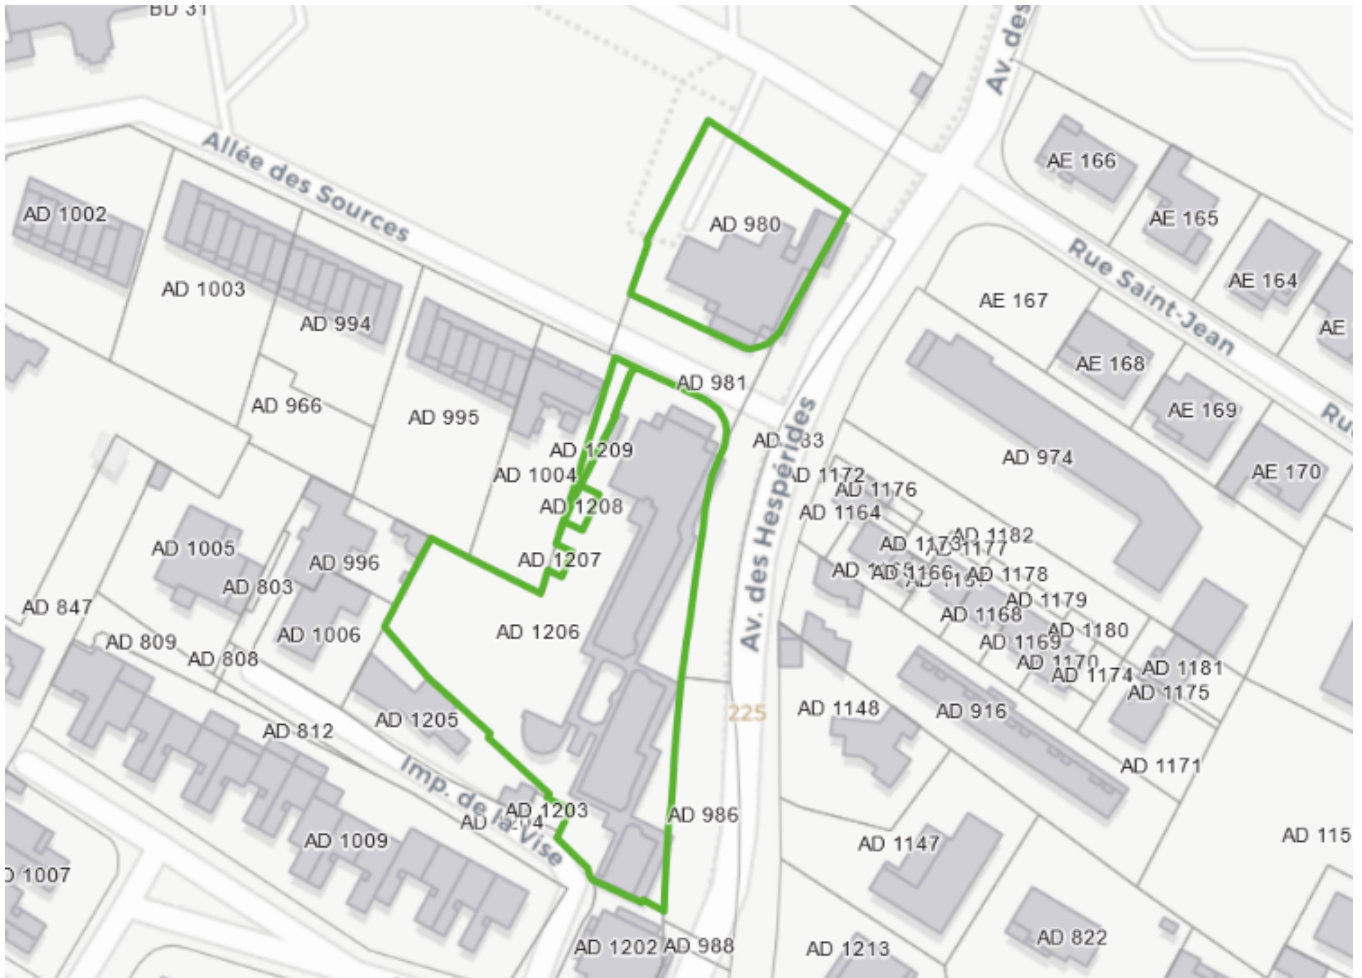 BD 31
Av. des
Allée des Sources
AE 166
AD 1002
AE 165
AD 980
Rue Saint-Jean
AE 164
AD 1003
AE 167
AD 994
AE
AE 168
AD 981
AD 966
AE 169
AD 995
Rue
AD 1209
AD 974
AE 170
AD 1004
AD 1172
AD 1176
AD 1208
AD 1164
Av. des Hespérides
AD 1182
AD 1005
AD 1173
AD 1177
AD 996
AD 1207
AD 1166
AD 1178
AD 803
AD 847
AD 1179
AD 1168
AD 1206
AD 1180
AD 1006
AD 809
AD 1169
AD 808
AD 1170
AD 1181
AD 1174
AD 1175
AD 1148
225
AD 916
AD 1205
AD 812
AD 1171
Imp. de la Vise
AD 1203
AD 986
AD 1009
AD 1147
AD 115
D 1007
AD 822
AD 1202
AD 988
AD 1213